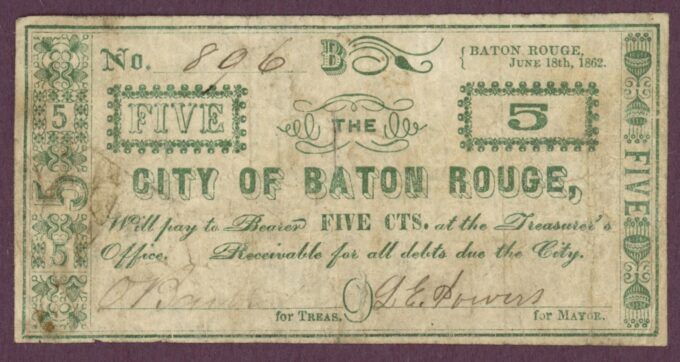 No. 896 B {BATON ROUGE,
JUNE 18th, 1862.
5 FIVE THE 5
5 CITY OF BATON ROUGE, FIVE
Will pay to Bearer FIVE CTS. at the Treasurer's
5 Office. Receivable for all debts due the City.
L E Powers
for TREAS. for MAYOR.